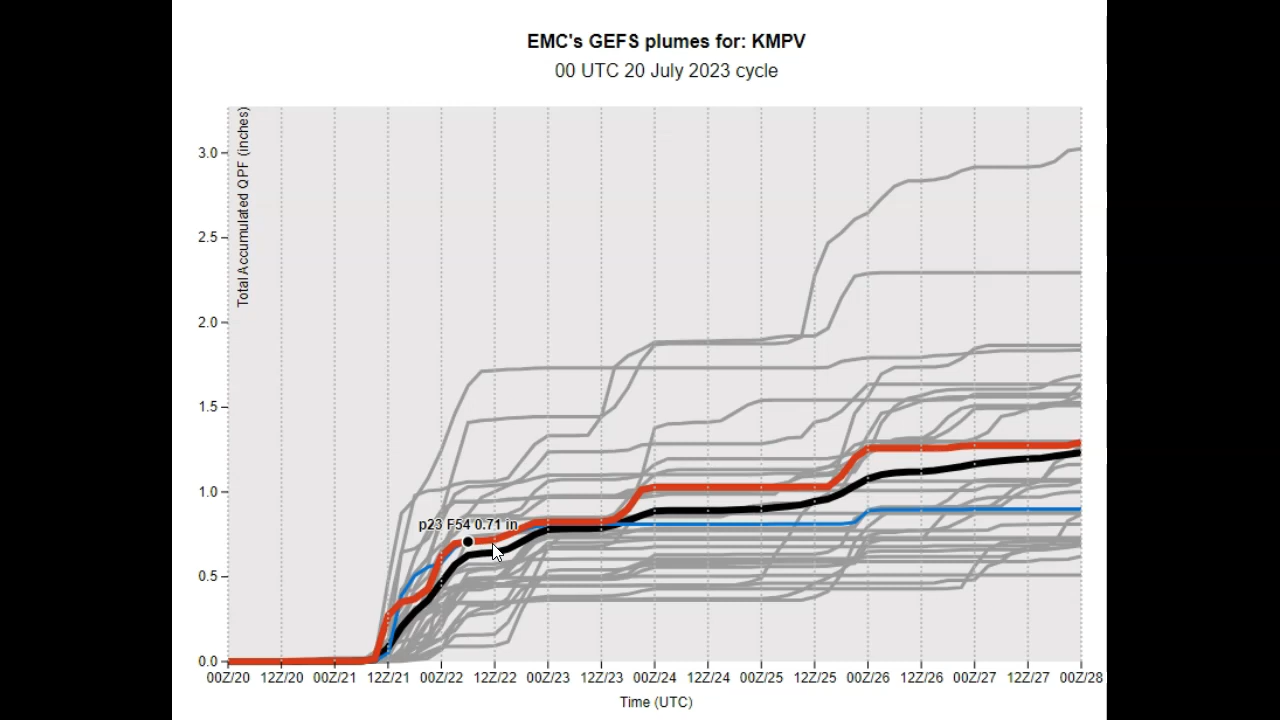 EMC's GEFS plumes for: KMPV
00 UTC 20 July 2023 cycle
Total Accumulated QPF (inches)
3.0
2.5
2.0
1.5
1.0
0.5
0.0
p23 F54 0.71 in
00Z/20 12Z/20 00Z/21 12Z/21 00Z/22 12Z/22 00Z/23 12Z/23 00Z/24 12Z/24 00Z/25 12Z/25 00Z/26 12Z/26 00Z/27 12Z/27 00Z/28
Time (UTC)